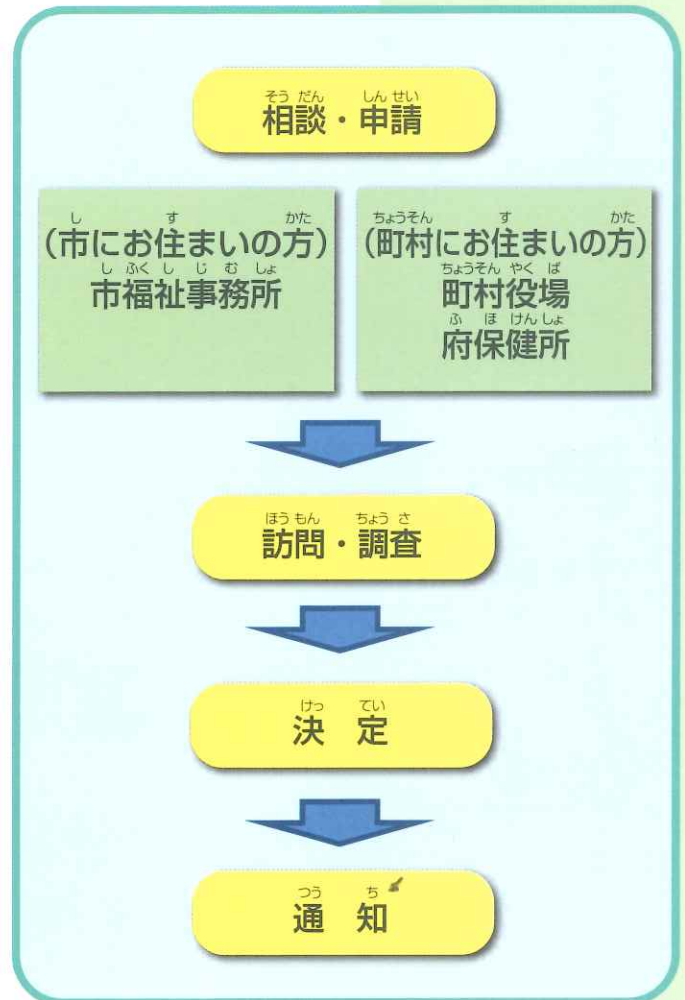 そうだん しんせい
相談・申請
し す かた
(市にお住まいの方)
し ふく し じ む しょ
市福祉事務所
ちょうそん す かた
(町村にお住まいの方)
ちょうそん やく ば
町村役場
ふ ほ けんしょ
府保健所
ほうもん ちょう さ
訪問・調査
けっ てい
決 定
つう ち
通 知